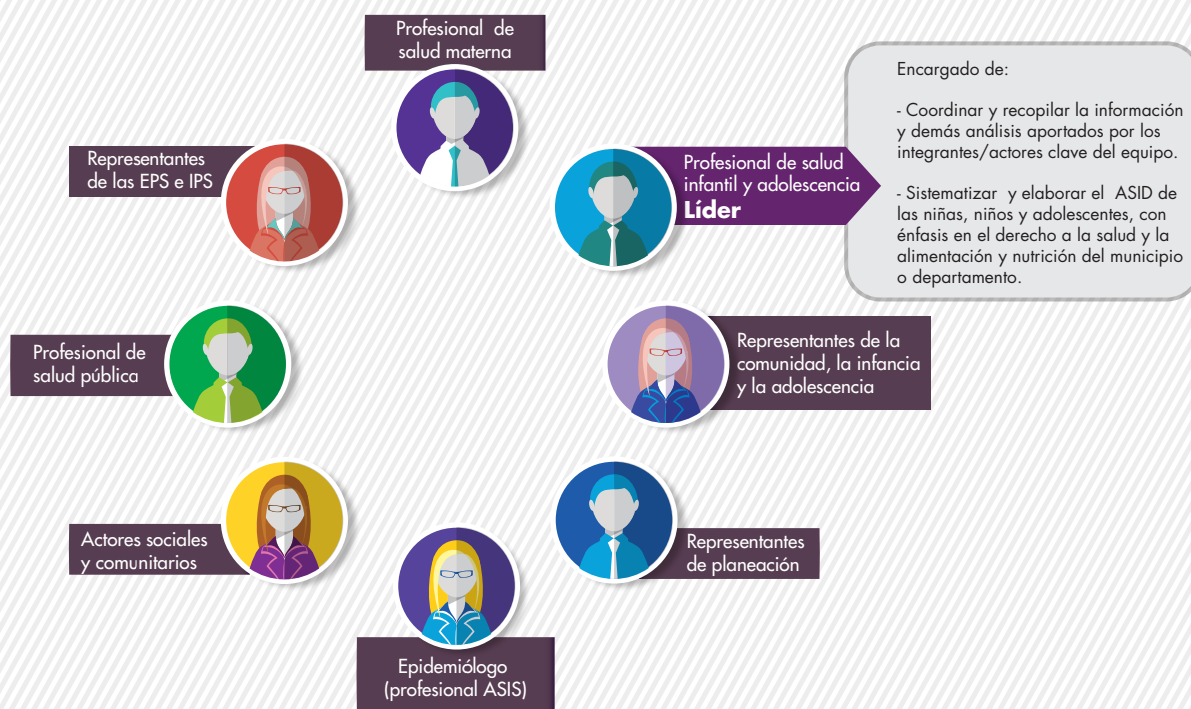 Profesional de
salud materna
Encargado de:
- Coordinar y recopilar la información
y demás análisis aportados por los
integrantes/actores clave del equipo.
- Sistematizar y elaborar el ASID de
las niñas, niños y adolescentes, con
énfasis en el derecho a la salud y la
alimentación y nutrición del municipio
o departamento.
Representantes
de las EPS e IPS
Profesional de salud
infantil y adolescencia
Líder
Profesional de
salud pública
Representantes de la
comunidad, la infancia
y la adolescencia
Actores sociales
y comunitarios
Representantes
de planeación
Epidemiólogo
(profesional ASIS)